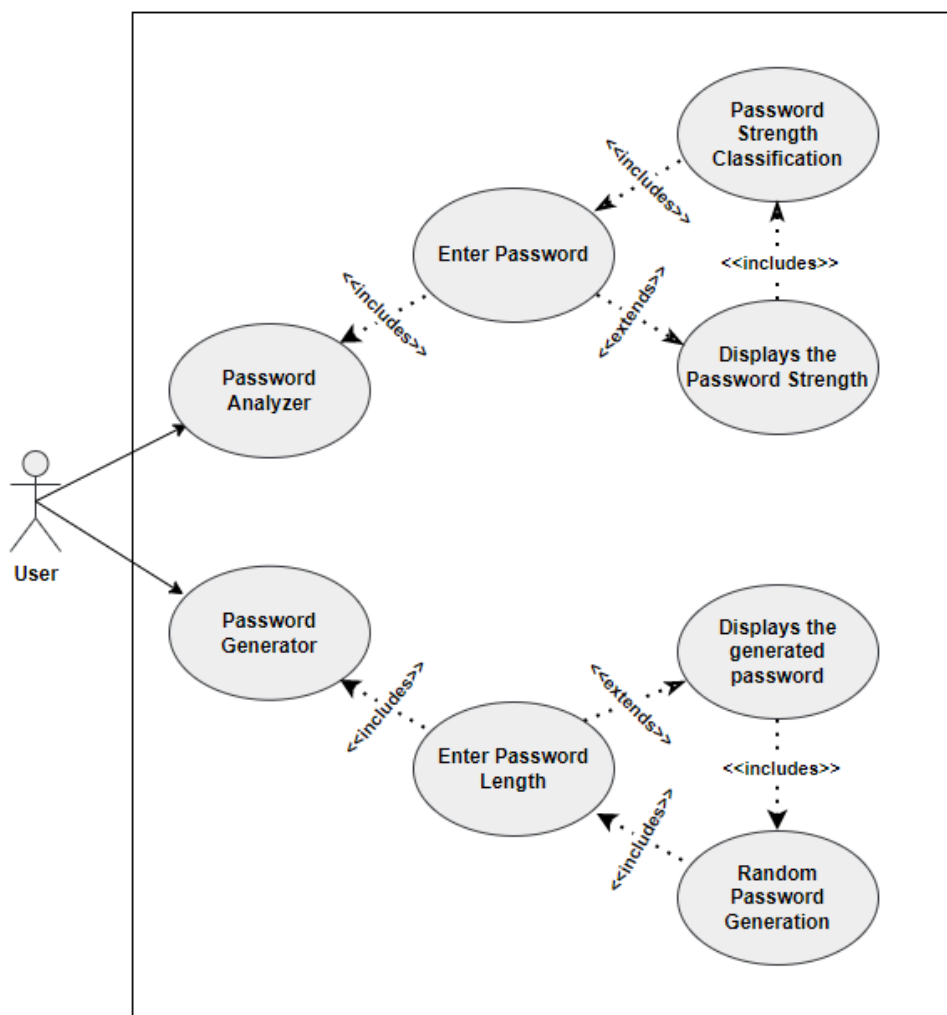 Password
Strength
Classification
<<includes>>
Enter Password
<<includes>>
<<includes>>
<<extends>>
Displays the
Password Strength
Password
Analyzer
User
Password
Generator
Displays the
generated
password
<<includes>>
<<extends>>
Enter Password
Length
<<includes>>
<<includes>>
Random
Password
Generation